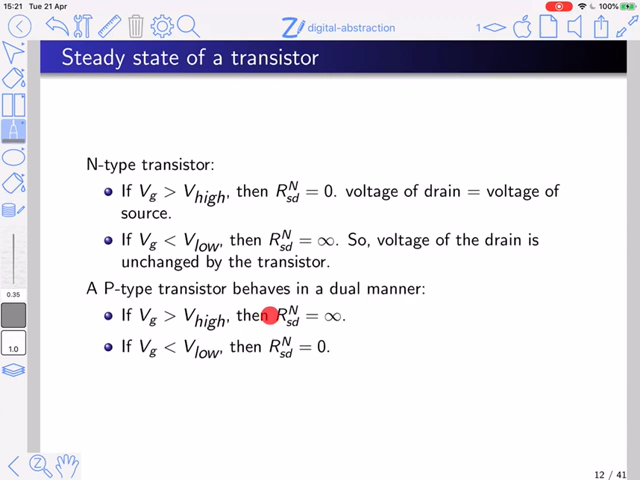 15:21 Tue 21 Apr 100%
digital-abstraction 1
Steady state of a transistor
N-type transistor:
If V_g > V_high, then R^N_sd = 0. voltage of drain = voltage of
source.
If V_g < V_low, then R^N_sd = ∞. So, voltage of the drain is
unchanged by the transistor.
A P-type transistor behaves in a dual manner:
If V_g > V_high, then R^N_sd = ∞.
If V_g < V_low, then R^N_sd = 0.
0.35
1.0
12 / 41